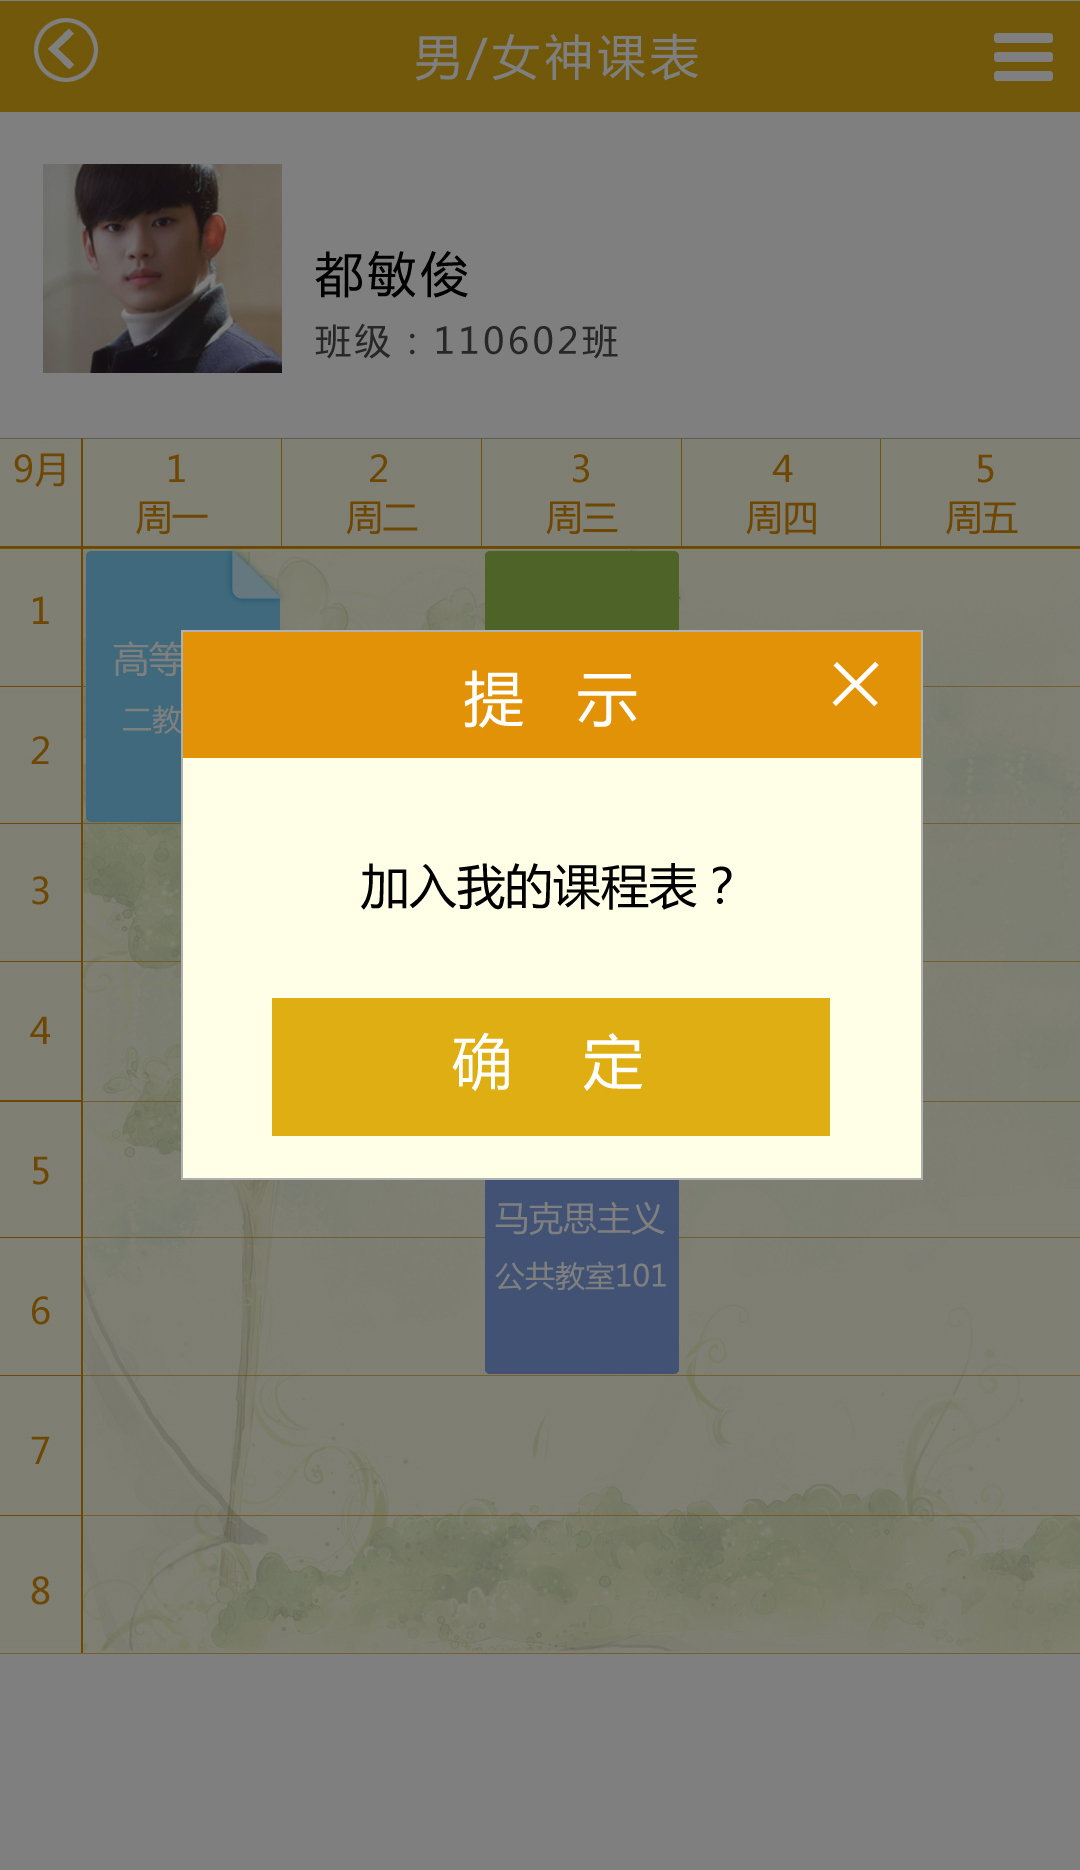 男/女神课表
都敏俊
班级：110602班
9月
1
周一
2
周二
3
周三
4
周四
5
周五
1
高等
二教
2
提 示
加入我的课程表？
确 定
3
4
5
马克思主义
公共教室101
6
7
8